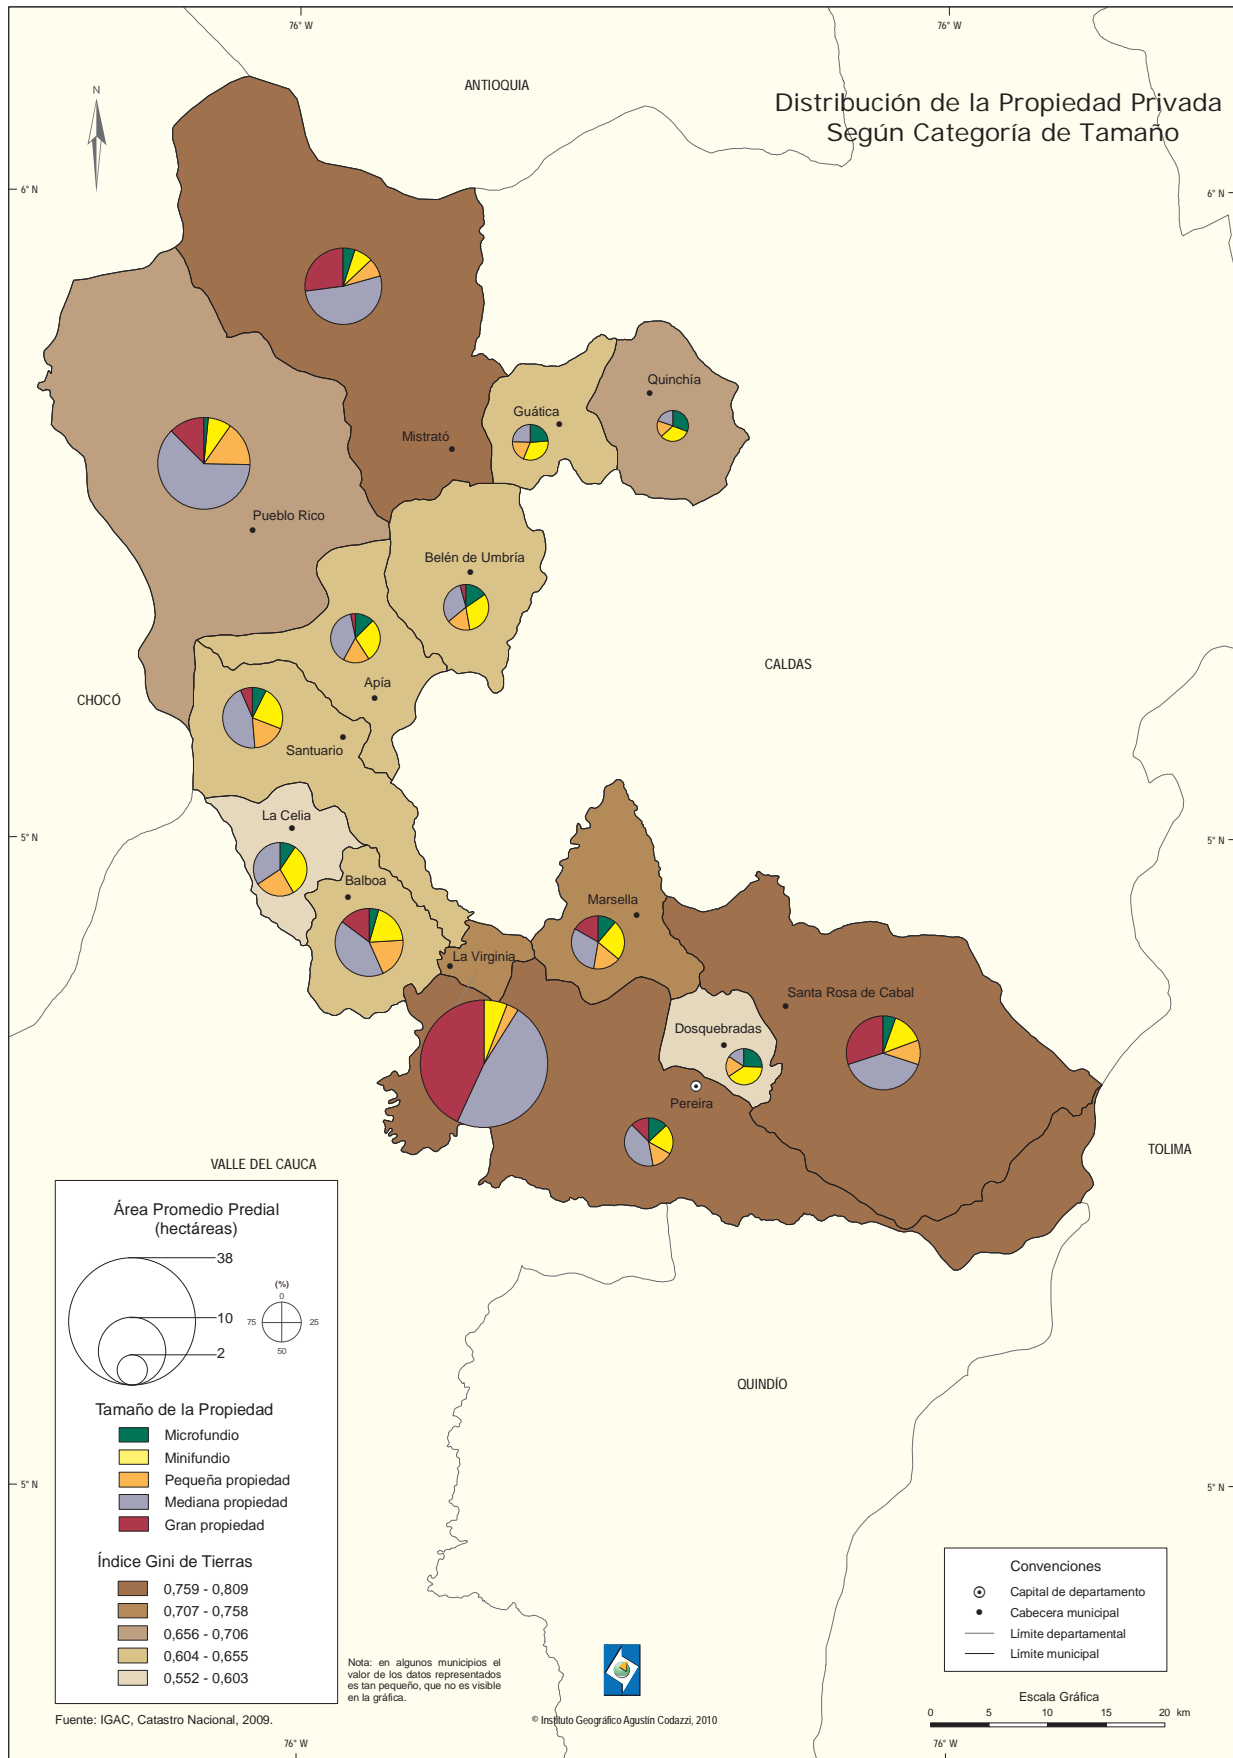 76° W
76° W
ANTIOQUIA
N
Distribución de la Propiedad Privada
Según Categoría de Tamaño
6° N
6° N
Quinchía
Guática
Mistrató
Pueblo Rico
Belén de Umbría
CALDAS
Apía
CHOCÓ
Santuario
La Celia
5° N
5° N
Balboa
Marsella
La Virginia
Santa Rosa de Cabal
Dosquebradas
Pereira
TOLIMA
VALLE DEL CAUCA
Área Promedio Predial
(hectáreas)
38
10
2
(%)
0
75
25
50
QUINDÍO
Tamaño de la Propiedad
Microfundio
Minifundio
Pequeña propiedad
Mediana propiedad
Gran propiedad
5° N
5° N
Índice Gini de Tierras
0,759 - 0,809
0,707 - 0,758
0,656 - 0,706
0,604 - 0,655
0,552 - 0,603
Convenciones
Capital de departamento
Cabecera municipal
Límite departamental
Límite municipal
Nota: en algunos municipios el
valor de los datos representados
es tan pequeño, que no es visible
en la gráfica.
Escala Gráfica
0 5 10 15 20 km
Fuente: IGAC, Catastro Nacional, 2009.
© Instituto Geográfico Agustín Codazzi, 2010
76° W
76° W